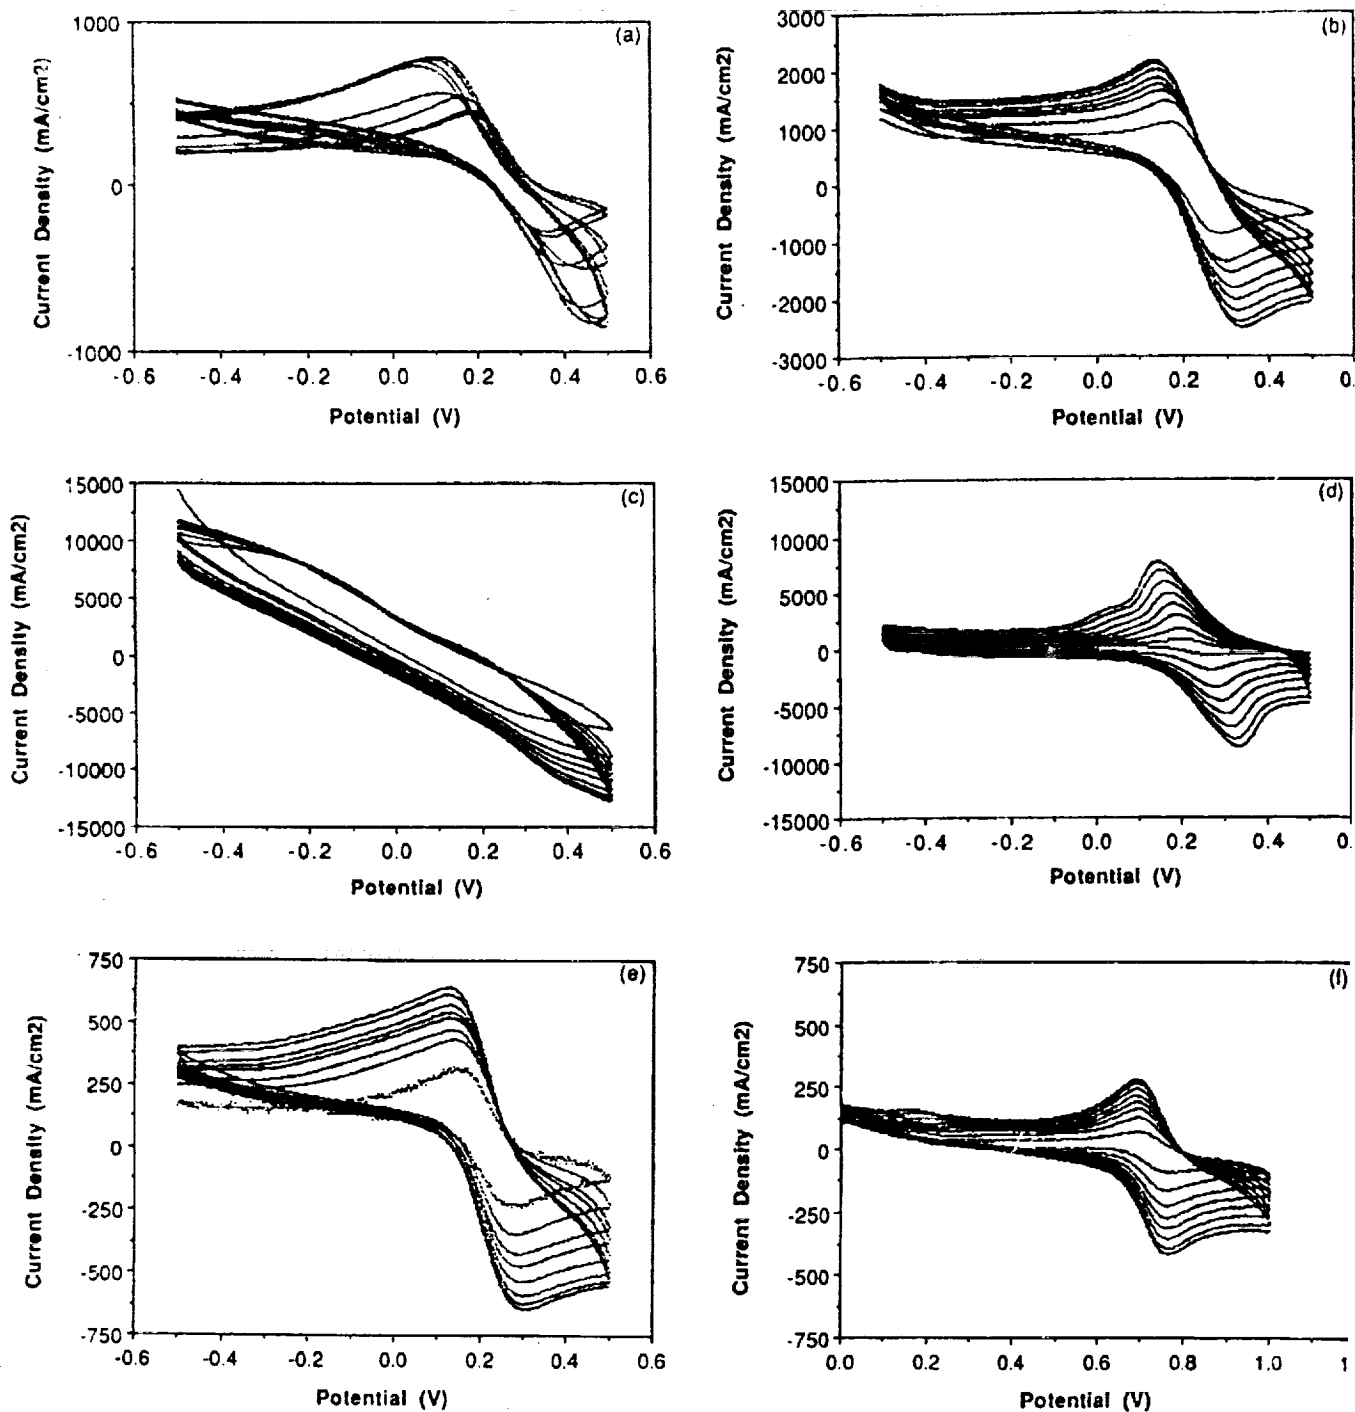 (a)
1000
0
-1000
Current Density (mA/cm2)
-0.6 -0.4 -0.2 0.0 0.2 0.4 0.6
Potential (V)
(b)
3000
2000
1000
0
-1000
-2000
-3000
Current Density (mA/cm2)
-0.6 -0.4 -0.2 0.0 0.2 0.4 0.
Potential (V)
(c)
15000
10000
5000
0
-5000
-10000
-15000
Current Density (mA/cm2)
-0.6 -0.4 -0.2 0.0 0.2 0.4 0.6
Potential (V)
(d)
15000
10000
5000
0
-5000
-10000
-15000
Current Density (mA/cm2)
-0.6 -0.4 -0.2 0.0 0.2 0.4 0.
Potential (V)
(e)
750
500
250
0
-250
-500
-750
Current Density (mA/cm2)
-0.6 -0.4 -0.2 0.0 0.2 0.4 0.6
Potential (V)
(f)
750
500
250
0
-250
-500
-750
Current Density (mA/cm2)
0.0 0.2 0.4 0.6 0.8 1.0 1
Potential (V)